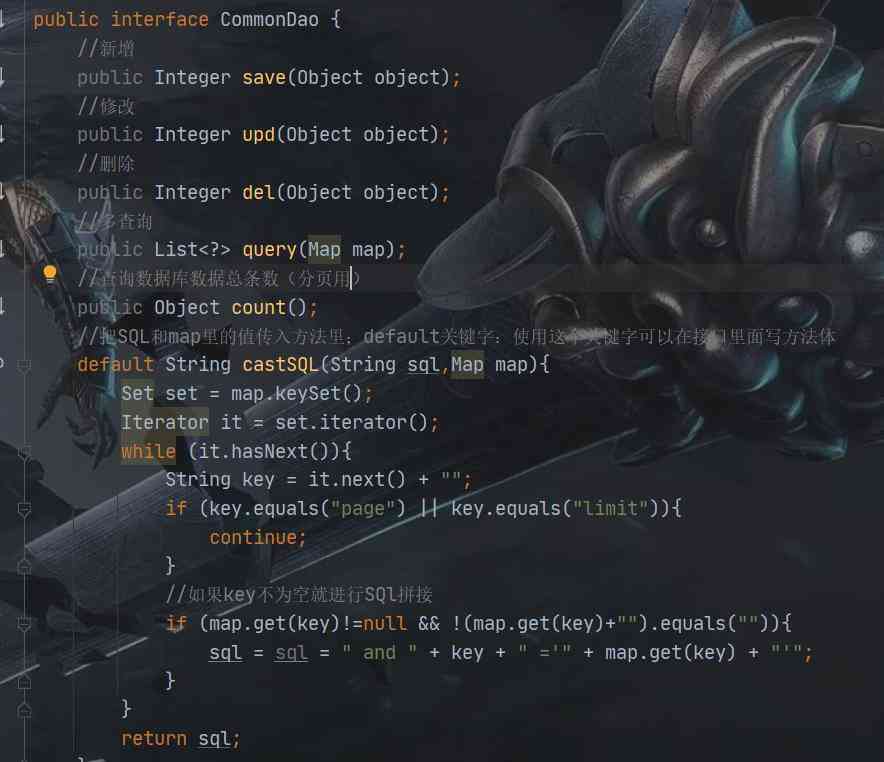 public interface CommonDao {
//新增
public Integer save(Object object);
//修改
public Integer upd(Object object);
//删除
public Integer del(Object object);
//多查询
public List<?> query(Map map);
//查询数据库数据总条数（分页用）
public Object count();
//把SQL和map里的值传入方法里；default关键字：使用这个关键字可以在接口里面写方法体
default String castSQL(String sql,Map map){
Set set = map.keySet();
Iterator it = set.iterator();
while (it.hasNext()){
String key = it.next() + "";
if (key.equals("page") || key.equals("limit")){
continue;
}
//如果key不为空就进行SQl拼接
if (map.get(key)!=null && !(map.get(key)+"").equals("")){
sql = sql = " and " + key + " ='" + map.get(key) + "'";
}
}
return sql;